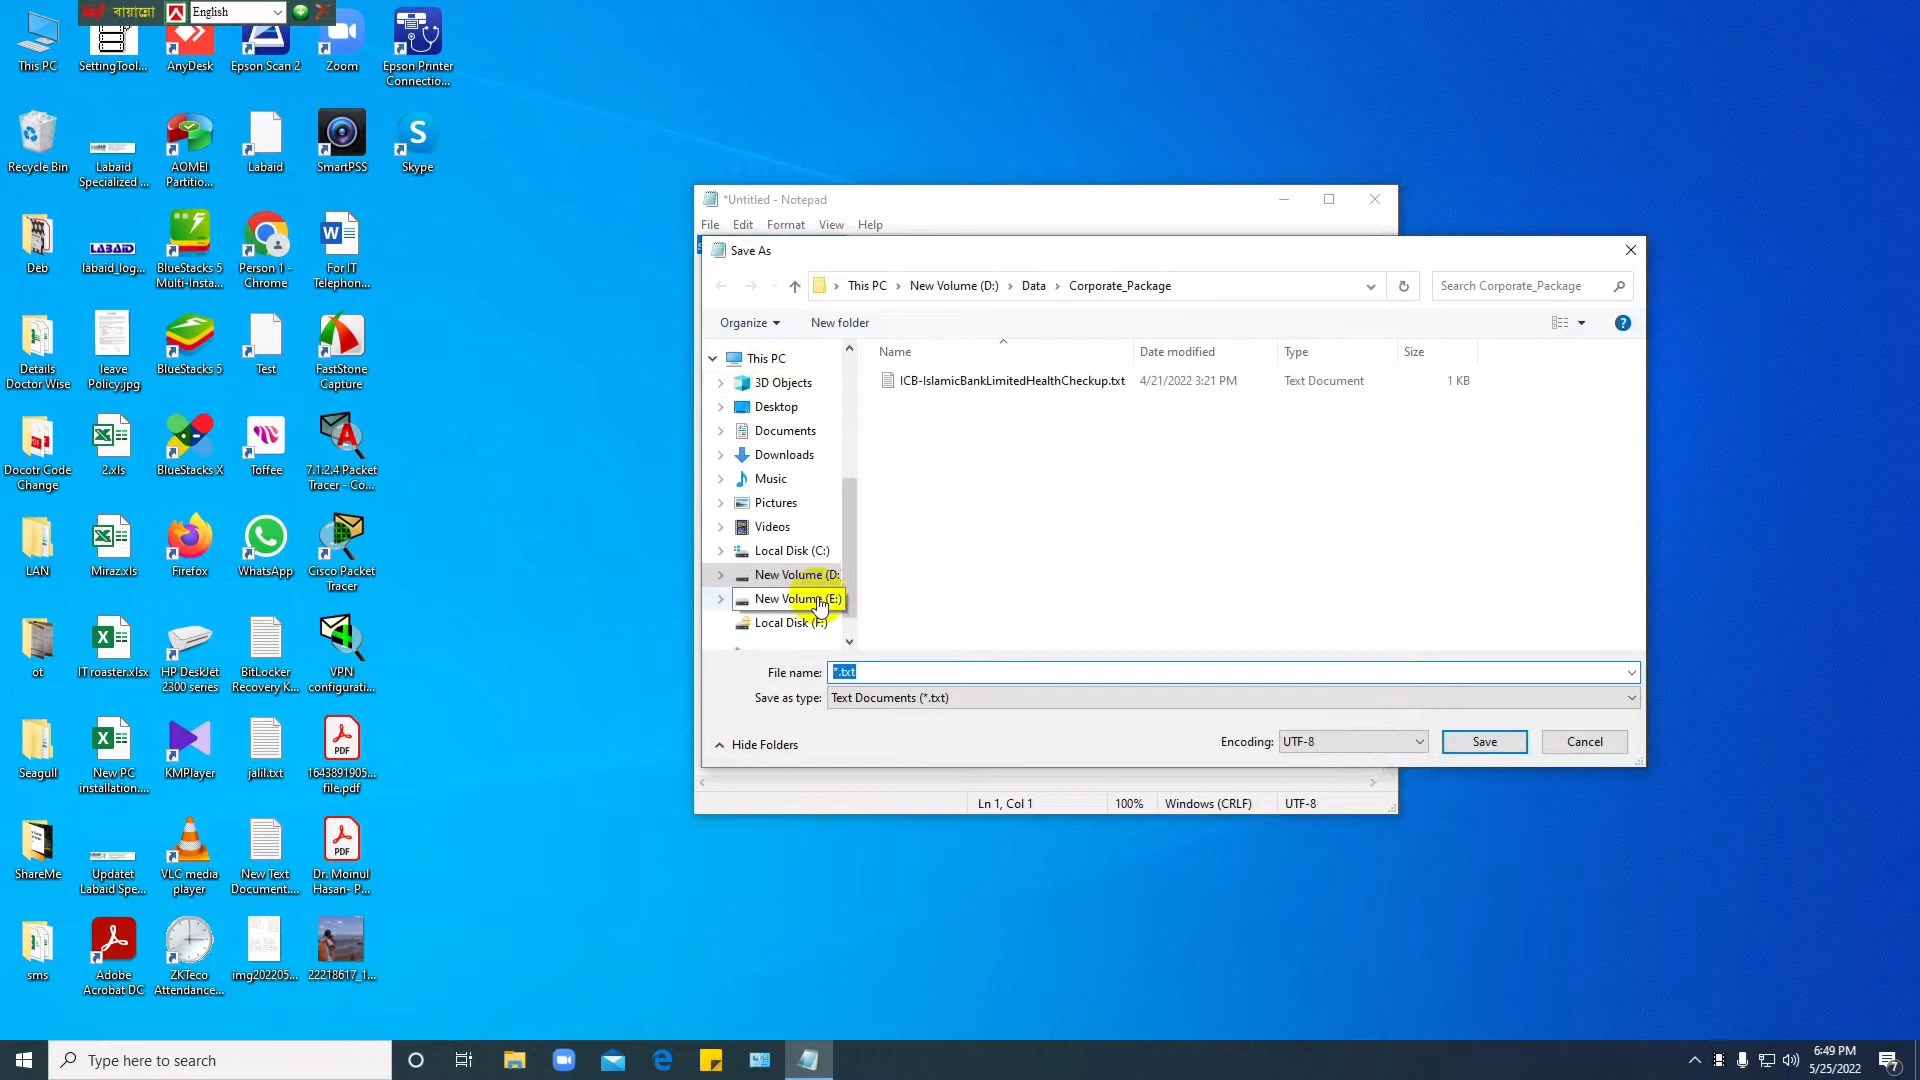 বায়ান্নো English
This PC
SettingTool...
AnyDesk
Epson Scan 2
Zoom
Epson Printer
Connectio...
Recycle Bin
Labaid
Specialized ...
AOMEI
Partitio...
Labaid
SmartPSS
Skype
Deb
LABAID
labaid_log...
BlueStacks 5
Multi-Insta...
Person 1 -
Chrome
For IT
Telephon...
Details
Doctor Wise
leave
Policy.jpg
BlueStacks 5
Test
FastStone
Capture
Docotr Code
Change
2.xls
BlueStacks X
Toffee
7.1.2.4 Packet
Tracer - Co...
LAN
Miraz.xls
Firefox
WhatsApp
Cisco Packet
Tracer
ot
IT roaster.xlsx
HP DeskJet
2300 series
BitLocker
Recovery K...
VPN
configurati...
Seagull
New PC
installation....
KMPlayer
jalil.txt
PDF
1643891905...
file.pdf
ShareMe
Updatet
Labaid Spe...
VLC media
player
New Text
Document....
PDF
Dr. Moinul
Hasan- P...
sms
Adobe
Acrobat DC
ZKTeco
Attendance...
img202205...
22218617_1...
*Untitled - Notepad
File Edit Format View Help
Save As
This PC › New Volume (D:) › Data › Corporate_Package
Search Corporate_Package
Organize New folder
Name Date modified Type Size
ICB-IslamicBankLimitedHealthCheckup.txt 4/21/2022 3:21 PM Text Document 1 KB
This PC
3D Objects
Desktop
Documents
Downloads
Music
Pictures
Videos
Local Disk (C:)
New Volume (D:
New Volume (E:)
Local Disk (F:)
File name: *.txt
Save as type: Text Documents (*.txt)
Hide Folders
Encoding: UTF-8 Save Cancel
Ln 1, Col 1 100% Windows (CRLF) UTF-8
Type here to search
6:49 PM
5/25/2022
7